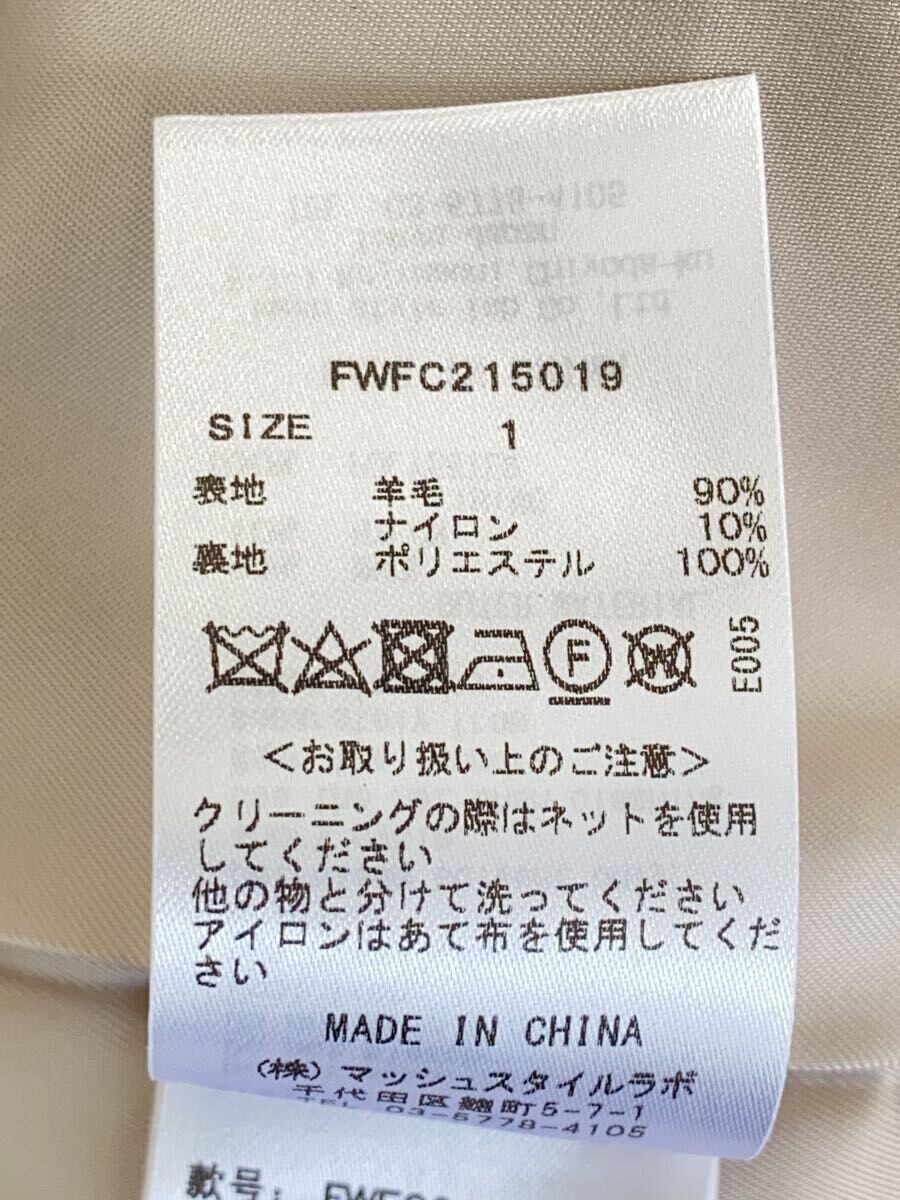 FWFC215019
SIZE 1
表地 羊毛 90%
ナイロン 10%
裏地 ポリエステル 100%
F W E005
<お取り扱い上のご注意>
クリーニングの際はネットを使用
してください
他の物と分けて洗ってください
アイロンはあて布を使用してくだ
さい
MADE IN CHINA
(株)マッシュスタイルラボ
千代田区麹町5-7-1
TEL 03-5778-4105
款号: